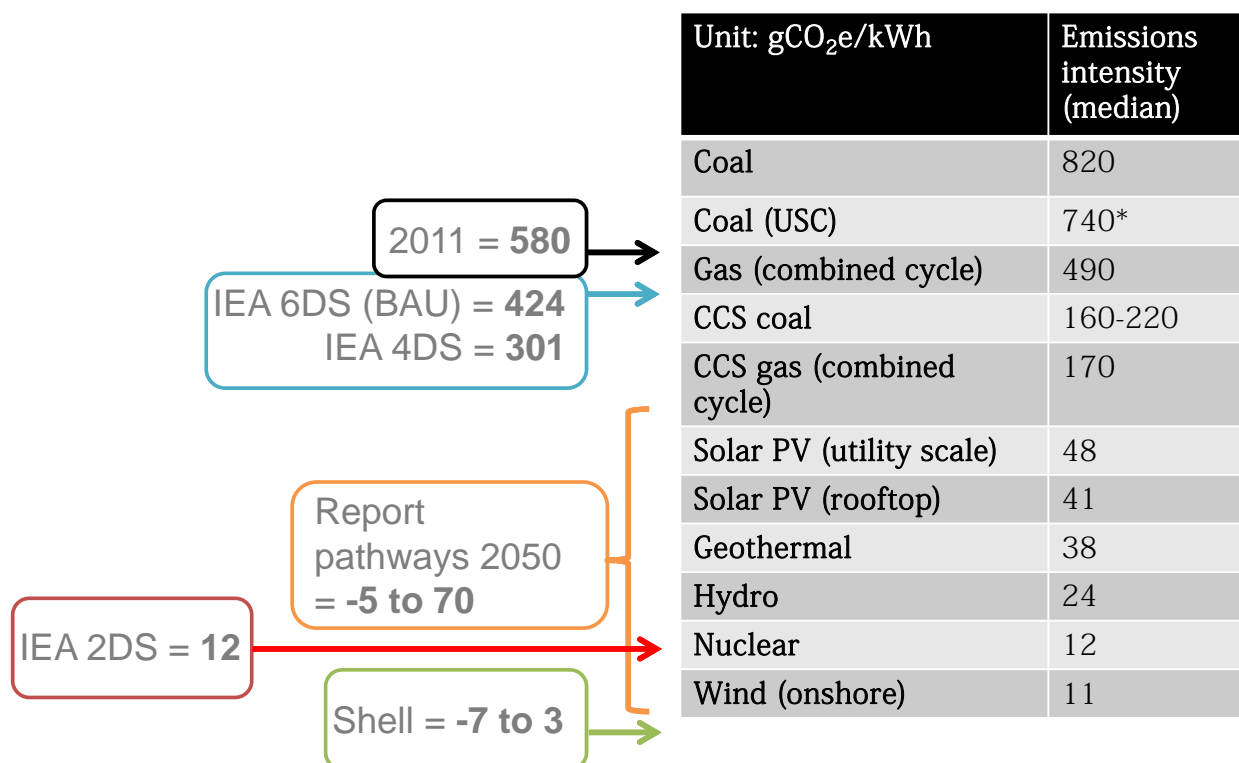 Unit: gCO₂e/kWh
Emissions
intensity
(median)
Coal
820
Coal (USC)
740*
Gas (combined cycle)
490
CCS coal
160-220
CCS gas (combined
cycle)
170
Solar PV (utility scale)
48
Solar PV (rooftop)
41
Geothermal
38
Hydro
24
Nuclear
12
Wind (onshore)
11
2011 = 580
IEA 6DS (BAU) = 424
IEA 4DS = 301
Report
pathways 2050
= -5 to 70
IEA 2DS = 12
Shell = -7 to 3